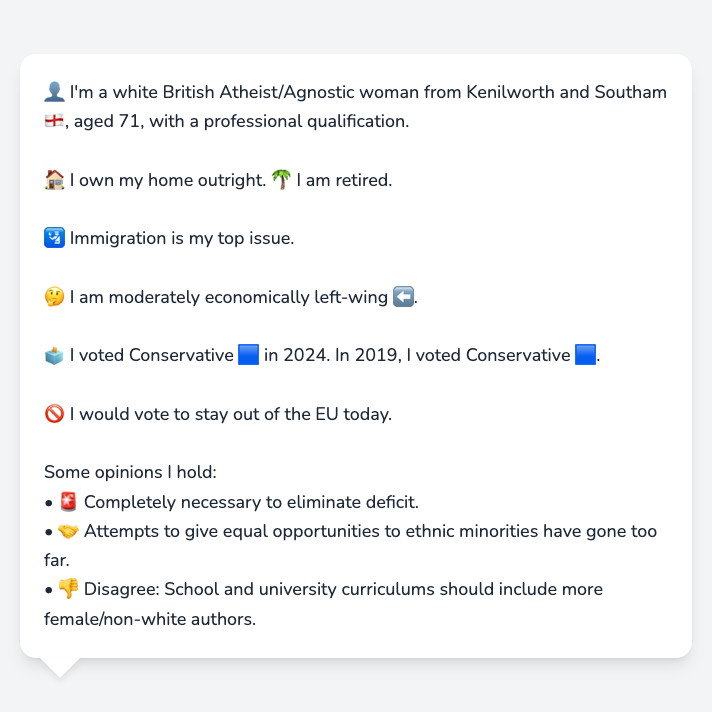 👤 I'm a white British Atheist/Agnostic woman from Kenilworth and Southam
🏴󠁧󠁢󠁥󠁮󠁧󠁿, aged 71, with a professional qualification.
🏠 I own my home outright. 🌴 I am retired.
🛂 Immigration is my top issue.
🤔 I am moderately economically left-wing ⬅️.
🗳️ I voted Conservative 🟦 in 2024. In 2019, I voted Conservative 🟦.
🚫 I would vote to stay out of the EU today.
Some opinions I hold:
• 🚨 Completely necessary to eliminate deficit.
• 🤝 Attempts to give equal opportunities to ethnic minorities have gone too
far.
• 👎 Disagree: School and university curriculums should include more
female/non-white authors.